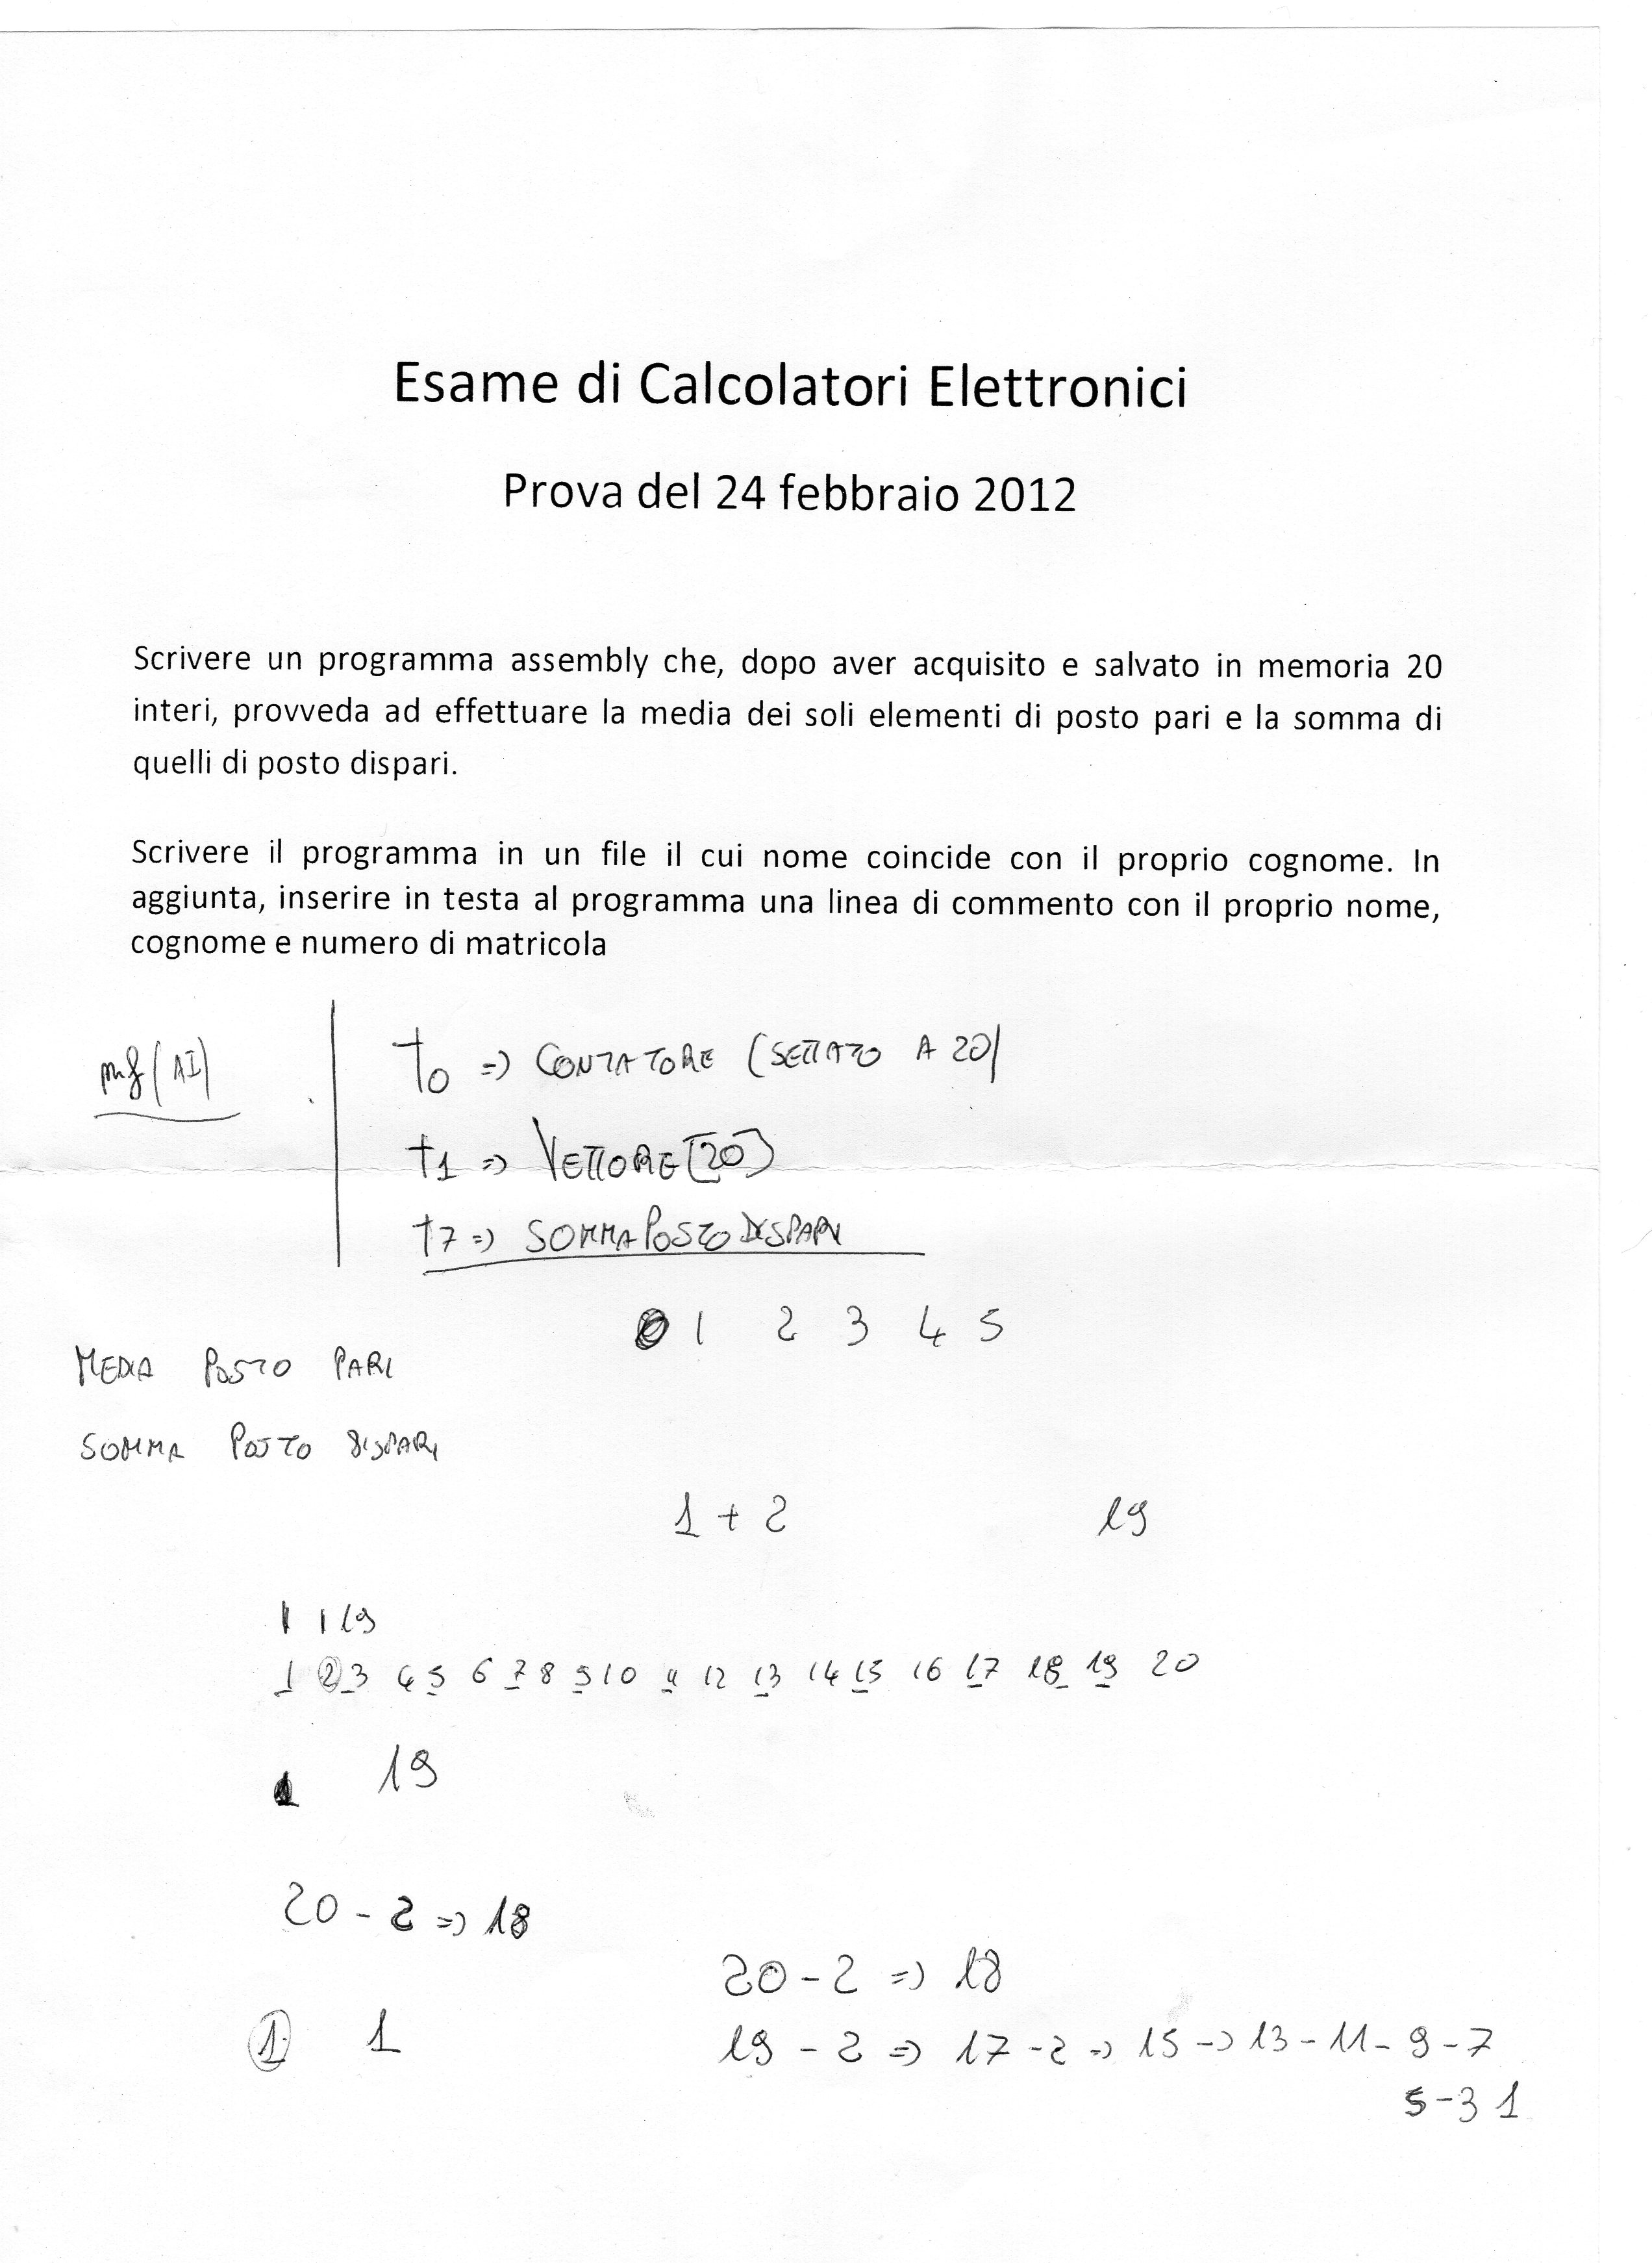 Esame di Calcolatori Elettronici
Prova del 24 febbraio 2012
Scrivere un programma assembly che, dopo aver acquisito e salvato in memoria 20
interi, provveda ad effettuare la media dei soli elementi di posto pari e la somma di
quelli di posto dispari.
Scrivere il programma in un file il cui nome coincide con il proprio cognome. In
aggiunta, inserire in testa al programma una linea di commento con il proprio nome,
cognome e numero di matricola
t0 => CONTATORE (SETTATO A 20)
t1 => VETTORE[20]
t7 => SOMMA POSTO DISPARI
1 2 3 4 5
MEDIA POSTO PARI
SOMMA POSTO DISPARI
1 + 2 19
1 1 19
1 2 3 4 5 6 7 8 9 10 11 12 13 14 15 16 17 18 19 20
1 19
20 - 2 => 18
20 - 2 => 18
1 1
19 - 2 => 17 - 2 => 15 -> 13 - 11 - 9 - 7
5 - 3 1